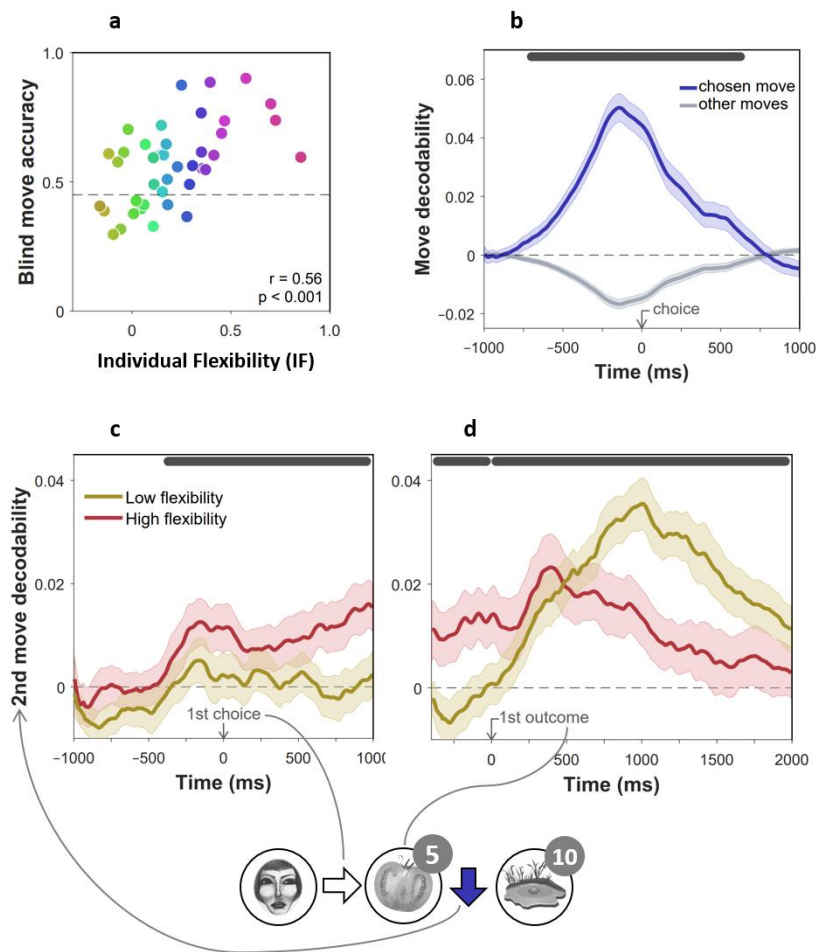 a
Blind move accuracy
1.0
0.5
0
0
0.5
1.0
r = 0.56
p < 0.001
Individual Flexibility (IF)
b
Move decodability
0.06
0.04
0.02
0
−0.02
chosen move
other moves
choice
−1000
−500
0
500
1000
Time (ms)
c
2nd move decodability
0.04
0.02
0
Low flexibility
High flexibility
1st choice
−1000
−500
0
500
1000
Time (ms)
d
0.04
0.02
0
1st outcome
0
500
1000
1500
2000
Time (ms)
5
10